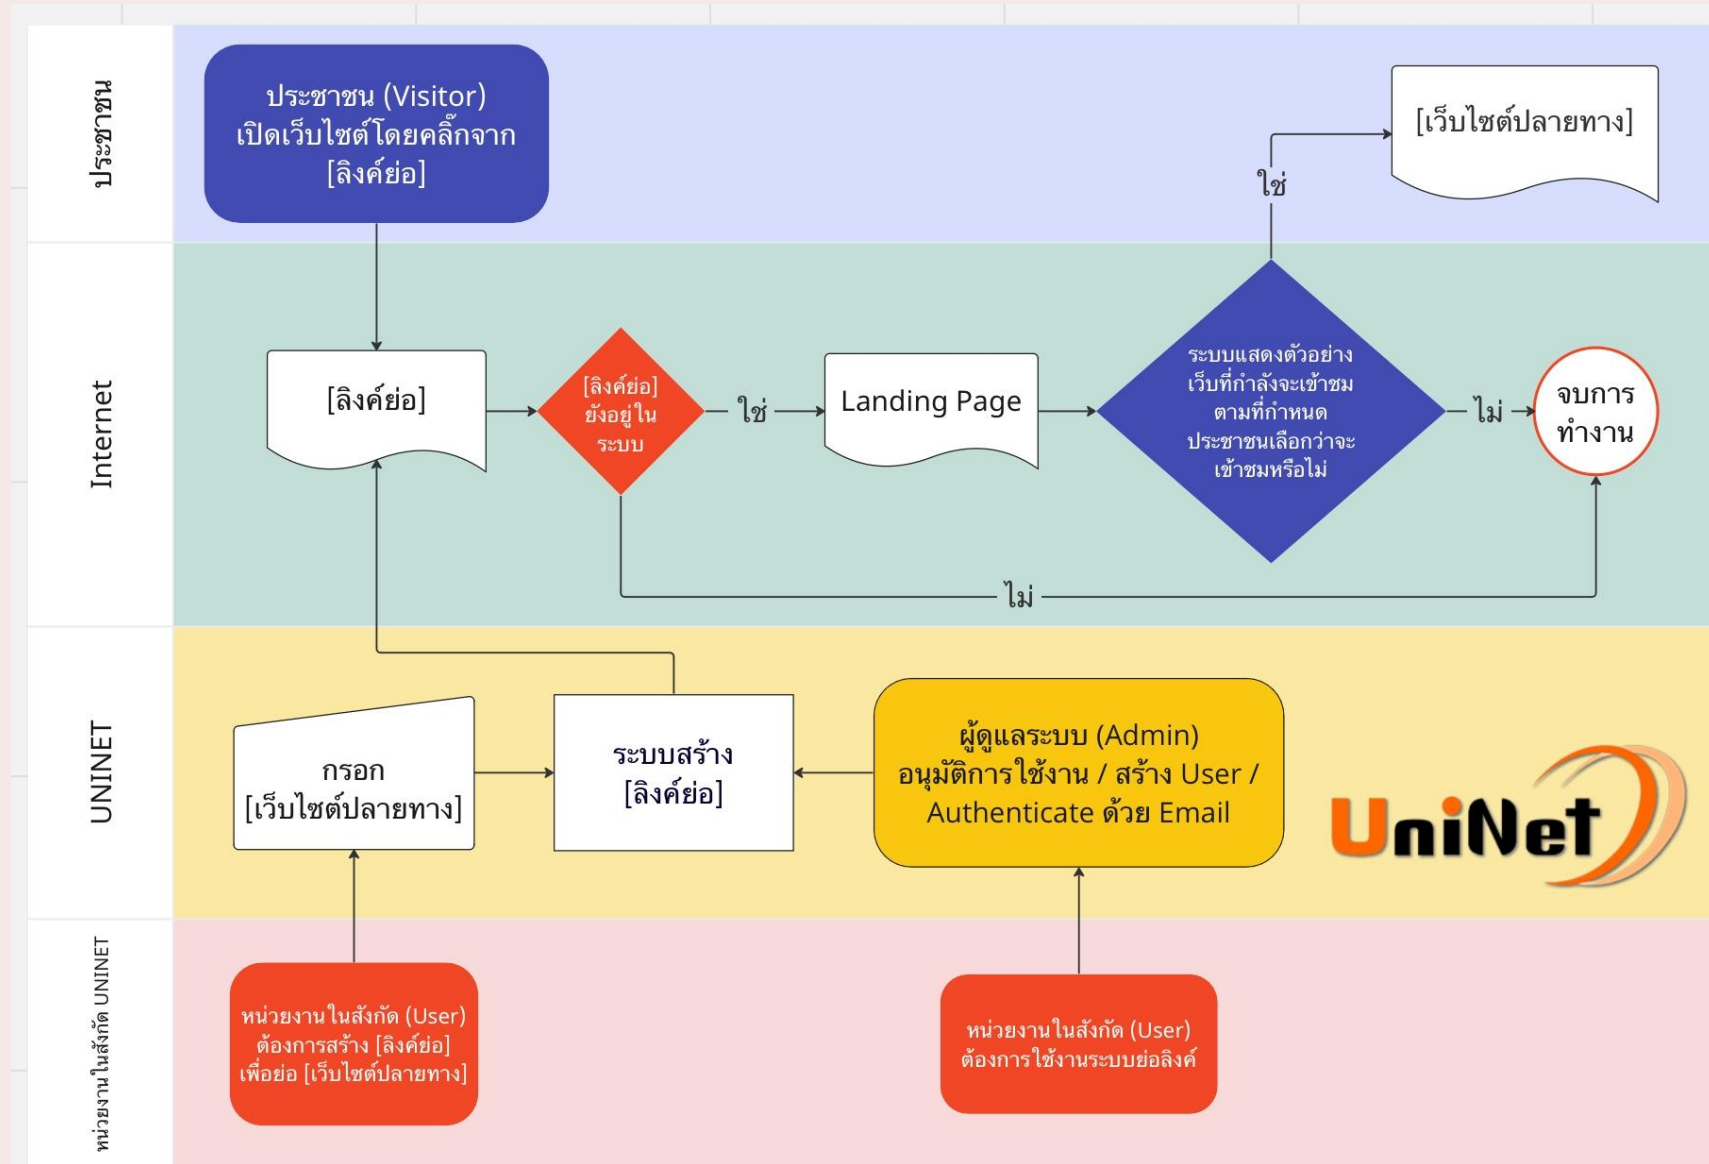 ประชาชน
ประชาชน (Visitor)
เปิดเว็บไซต์โดยคลิ๊กจาก
[ลิงค์ย่อ]
[เว็บไซต์ปลายทาง]
ใช่
Internet
[ลิงค์ย่อ]
[ลิงค์ย่อ]
ยังอยู่ใน
ระบบ
ใช่
Landing Page
ระบบแสดงตัวอย่าง
เว็บที่กำลังจะเข้าชม
ตามที่กำหนด
ประชาชนเลือกว่าจะ
เข้าชมหรือไม่
ไม่
จบการ
ทำงาน
ไม่
UNINET
กรอก
[เว็บไซต์ปลายทาง]
ระบบสร้าง
[ลิงค์ย่อ]
ผู้ดูแลระบบ (Admin)
อนุมัติการใช้งาน / สร้าง User /
Authenticate ด้วย Email
UniNet
หน่วยงานในสังกัด UNINET
หน่วยงานในสังกัด (User)
ต้องการสร้าง [ลิงค์ย่อ]
เพื่อย่อ [เว็บไซต์ปลายทาง]
หน่วยงานในสังกัด (User)
ต้องการใช้งานระบบย่อลิงค์